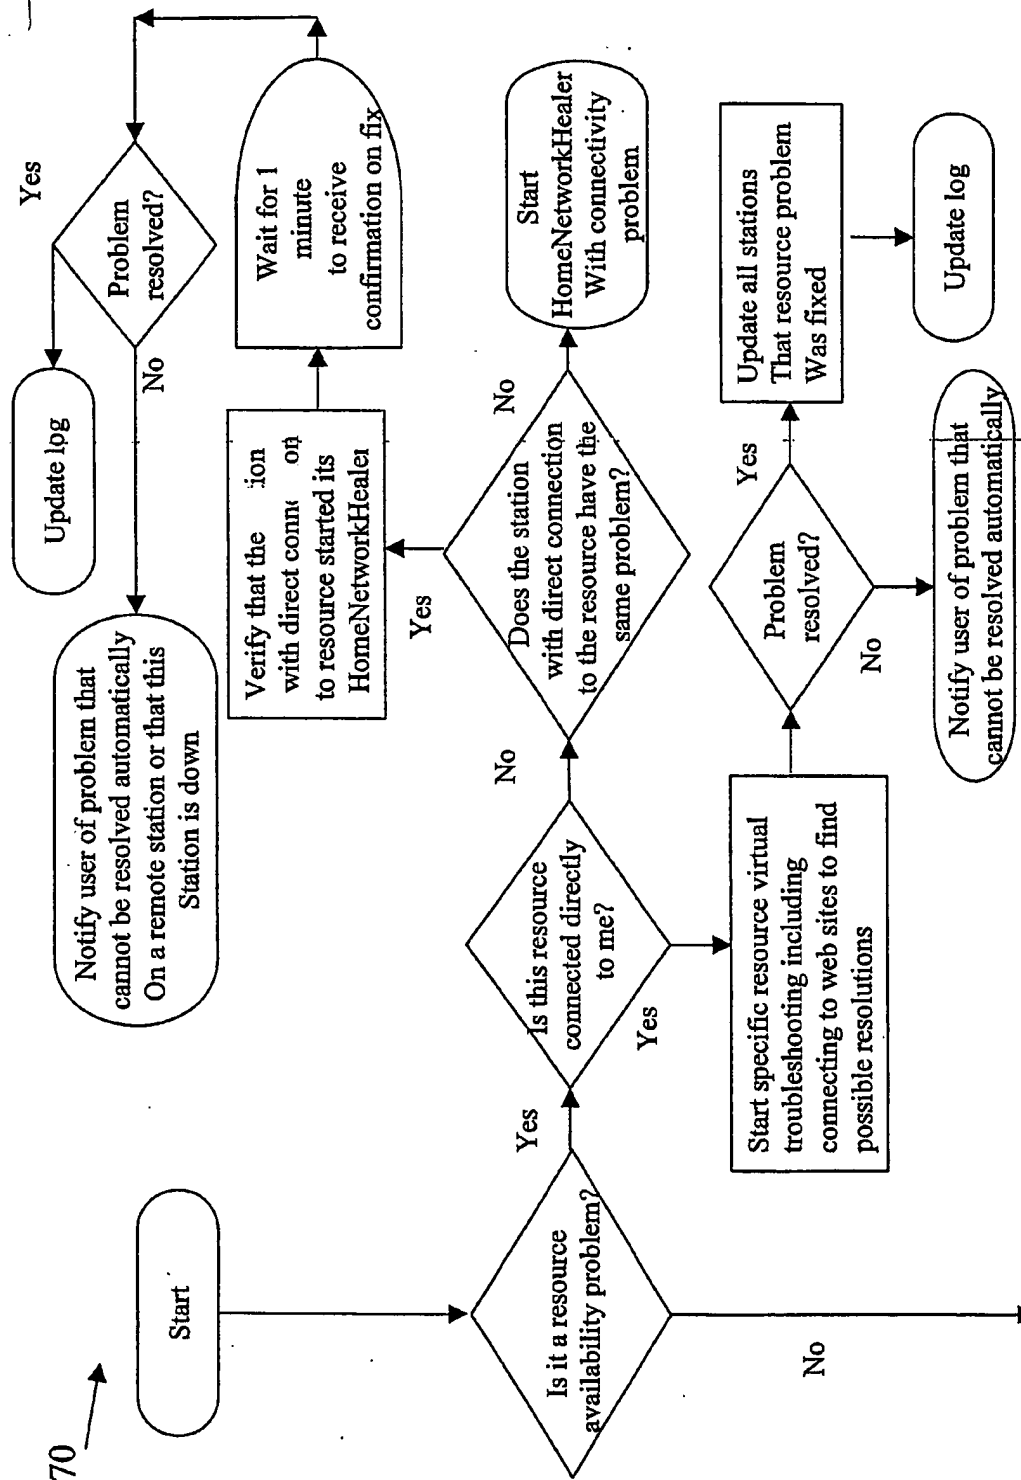 70
Start
Is it a resource
availability problem?
No
Yes
Is this resource
connected directly
to me?
Yes
No
Start specific resource virtual
troubleshooting including
connecting to web sites to find
possible resolutions
Problem
resolved?
No
Yes
Notify user of problem that
cannot be resolved automatically
Update all stations
That resource problem
Was fixed
Update log
Does the station
with direct connection
to the resource have the
same problem?
Yes
No
Start
HomeNetworkHealer
With connectivity
problem
Verify that the
with direct
to resource started its
HomeNetworkHealer
Wait for 1
minute
to receive
confirmation on fix
Problem
resolved?
Yes
No
Update log
Notify user of problem that
cannot be resolved automatically
On a remote station or that this
Station is down